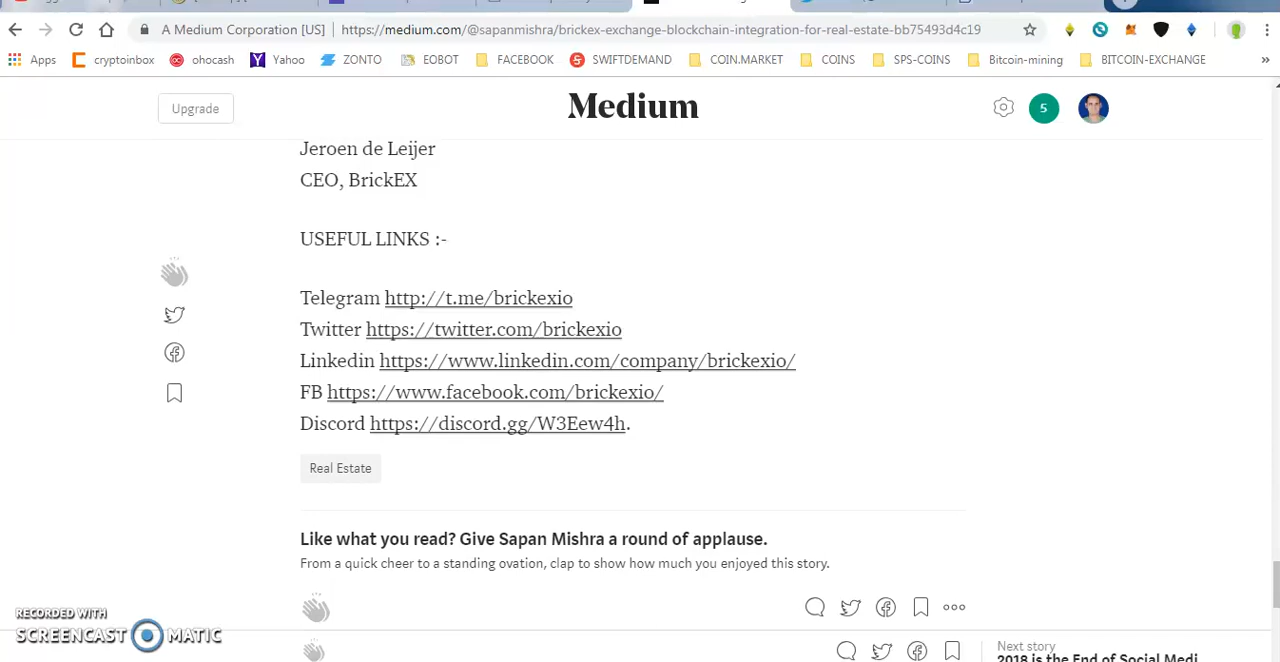 A Medium Corporation [US]
https://medium.com/@sapanmishra/brickex-exchange-blockchain-integration-for-real-estate-bb75493d4c19
Apps cryptoinbox ohocash Yahoo ZONTO EOBOT FACEBOOK SWIFTDEMAND COIN.MARKET COINS SPS-COINS Bitcoin-mining BITCOIN-EXCHANGE »
Upgrade
Medium
5
Jeroen de Leijer
CEO, BrickEX
USEFUL LINKS :-
Telegram http://t.me/brickexio
Twitter https://twitter.com/brickexio
Linkedin https://www.linkedin.com/company/brickexio/
FB https://www.facebook.com/brickexio/
Discord https://discord.gg/W3Eew4h.
Real Estate
Like what you read? Give Sapan Mishra a round of applause.
From a quick cheer to a standing ovation, clap to show how much you enjoyed this story.
RECORDED WITH
SCREENCAST MATIC
Next story
2018 is the End of Social Medi